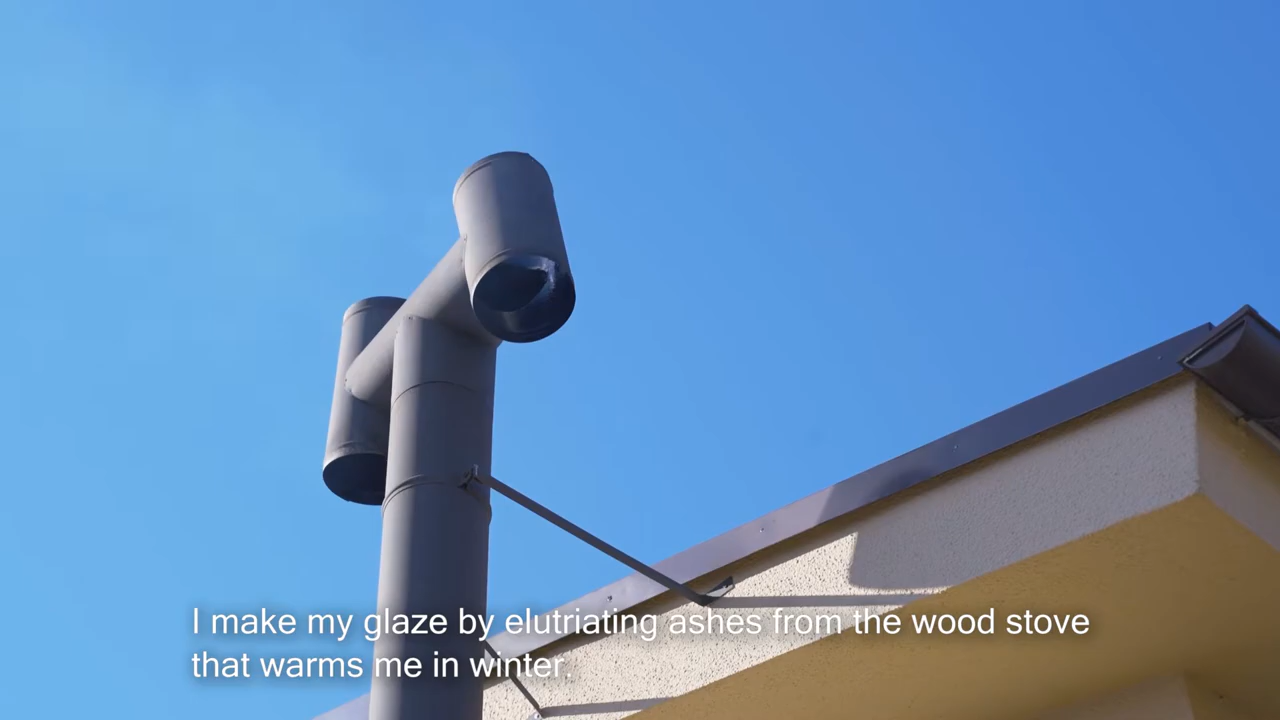 I make my glaze by elutriating ashes from the wood stove
that warms me in winter.